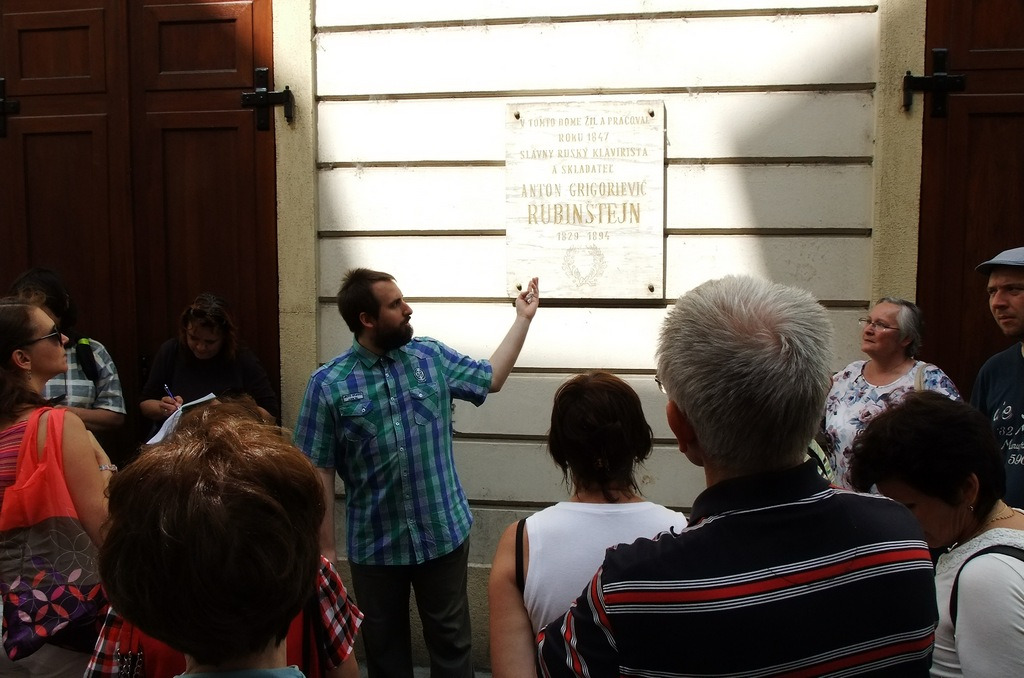 V TOMTO DOME ŽIL A PRACOVAL
ROKU 1847
SLÁVNY RUSKÝ KLAVIRISTA
A SKLADATEĽ
ANTON GRIGORIEVIČ
RUBINŠTEJN
1829 - 1894